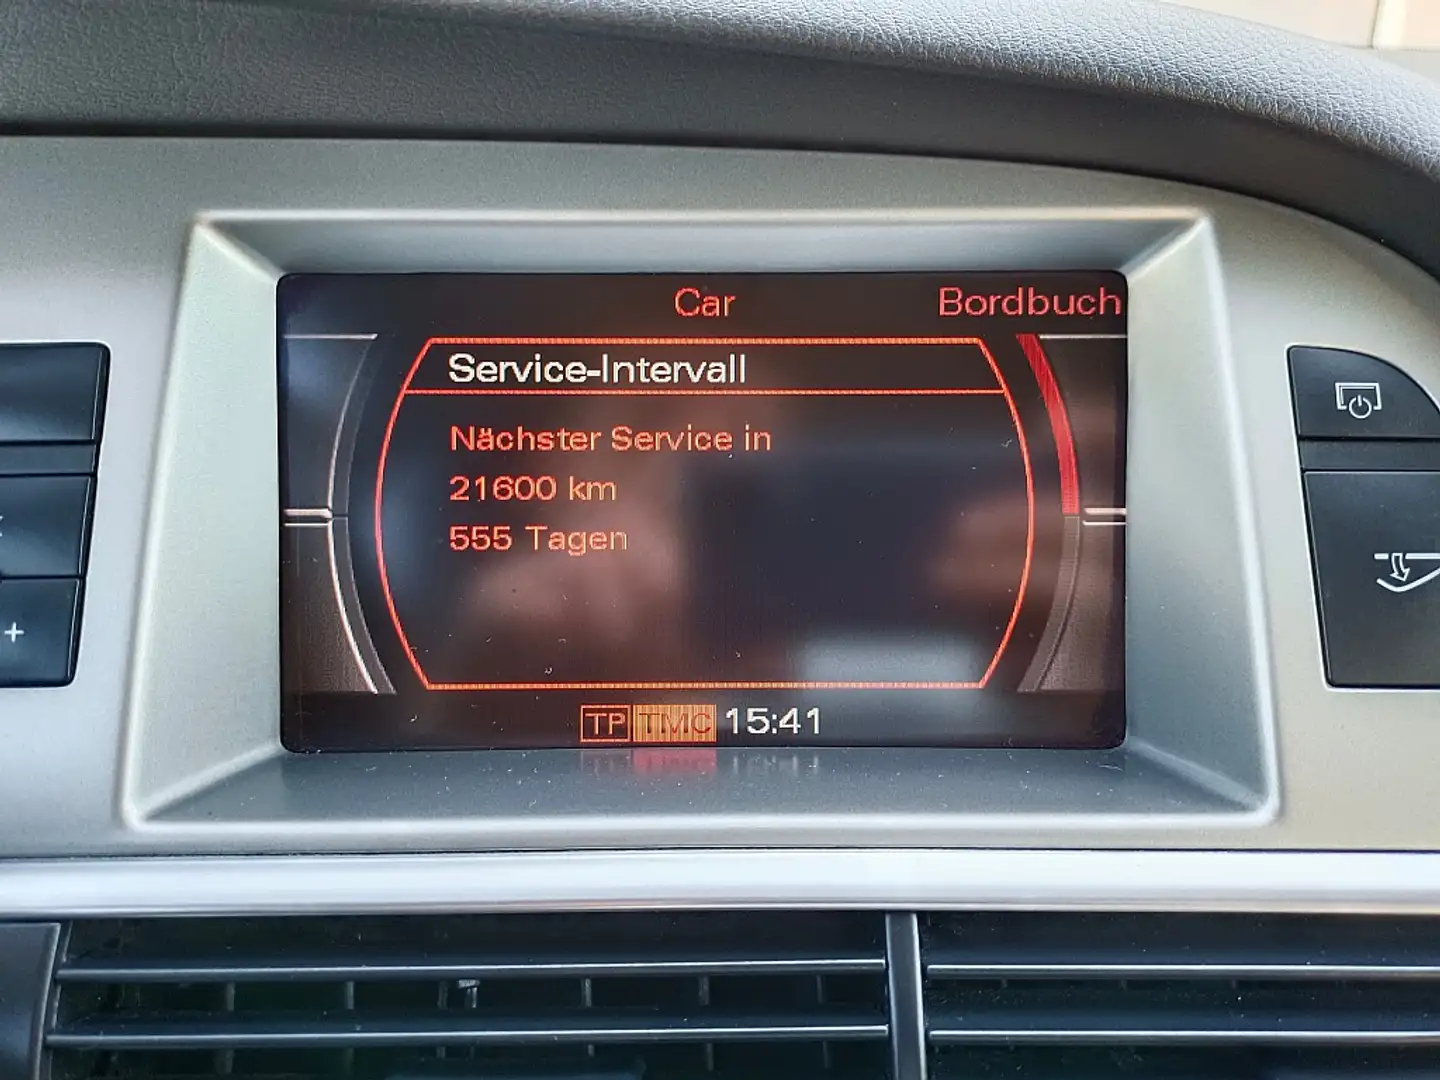 Car
Bordbuch
Service-Intervall
Nächster Service in
21600 km
555 Tagen
TP TMC 15:41
+